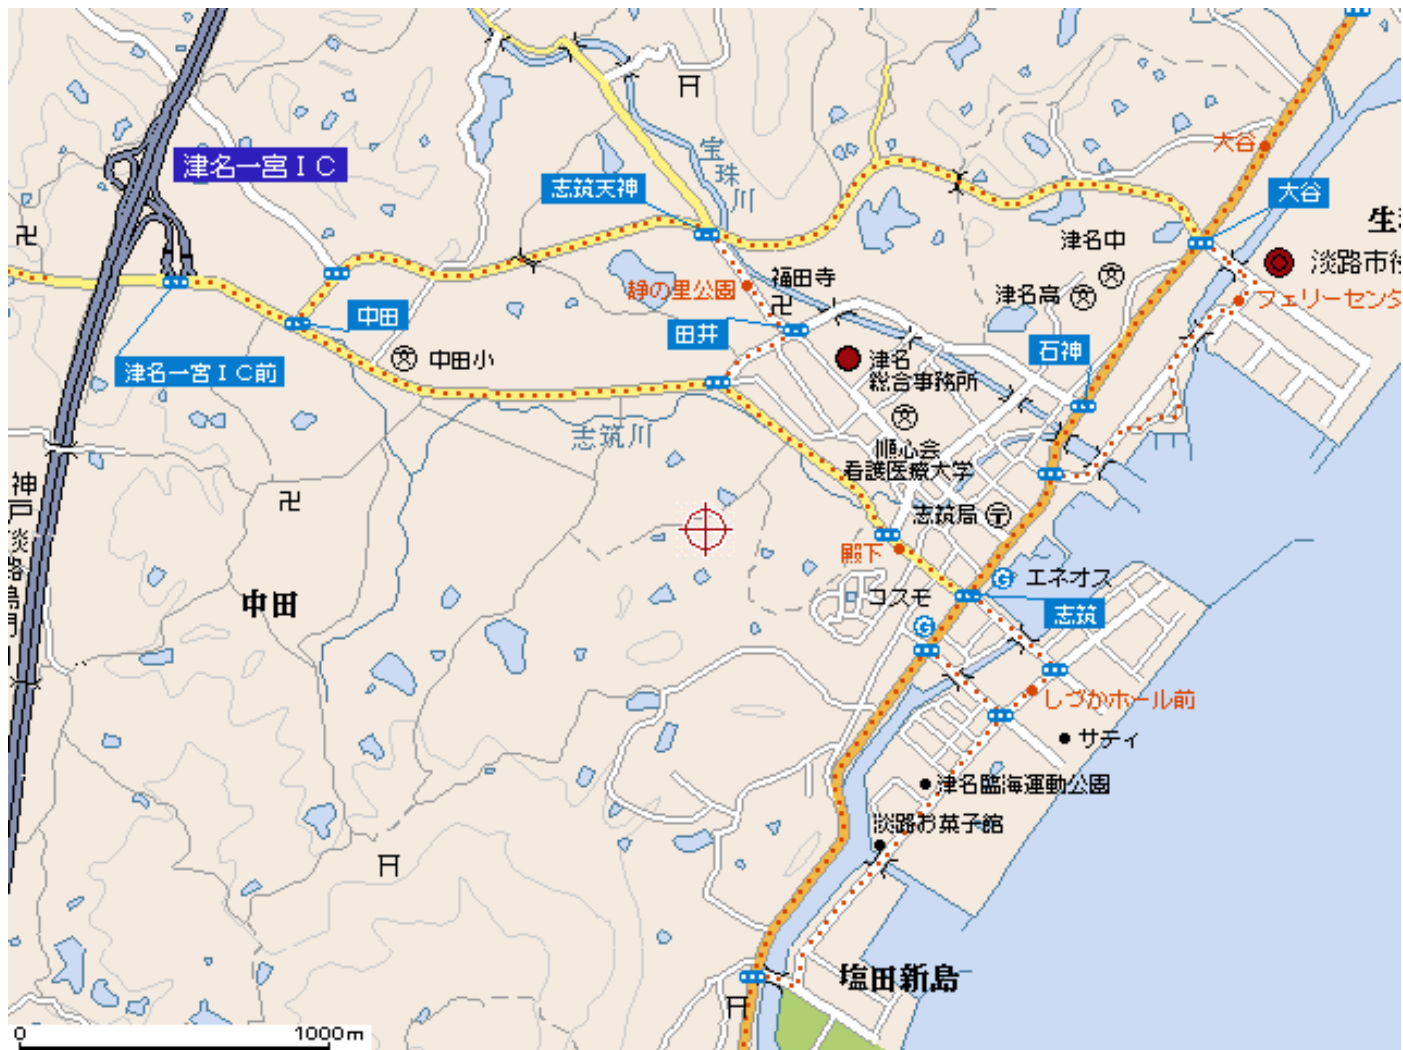 津名一宮ＩＣ
志筑天神
宝珠川
大谷
大谷
生
淡路市役
津名中
津名高
静の里公園
福田寺
フェリーセンタ
中田
田井
石神
津名一宮ＩＣ前
中田小
津名
総合事務所
志筑川
順心会
看護医療大学
神戸淡路鳴門
志筑局
殿下
エネオス
コスモ
志筑
中田
しづかホール前
サティ
津名臨海運動公園
淡路お菓子館
塩田新島
0
1000m